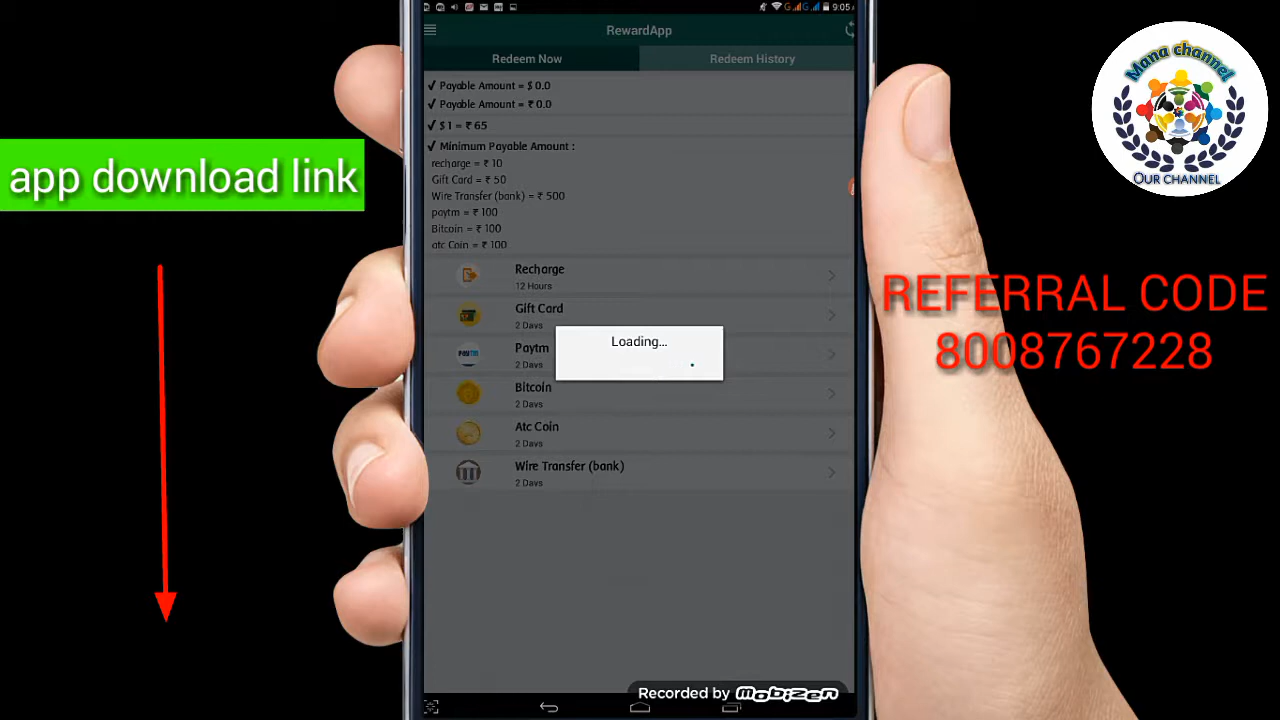 9:05
RewardApp
Redeem Now
Redeem History
✓ Payable Amount = $ 0.0
✓ Payable Amount = ₹ 0.0
✓ $ 1 = ₹ 65
✓ Minimum Payable Amount :
recharge = ₹ 10
Gift Card = ₹ 50
Wire Transfer (bank) = ₹ 500
paytm = ₹ 100
Bitcoin = ₹ 100
atc Coin = ₹ 100
Recharge
12 Hours
Gift Card
2 Days
Loading...
Paytm
2 Days
Bitcoin
2 Days
Atc Coin
2 Days
Wire Transfer (bank)
2 Days
Recorded by Mobizen
app download link
Mana channel
OUR CHANNEL
REFERRAL CODE
8008767228